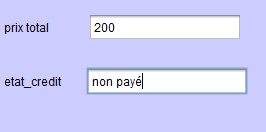 prix total 200
etat_credit non payé